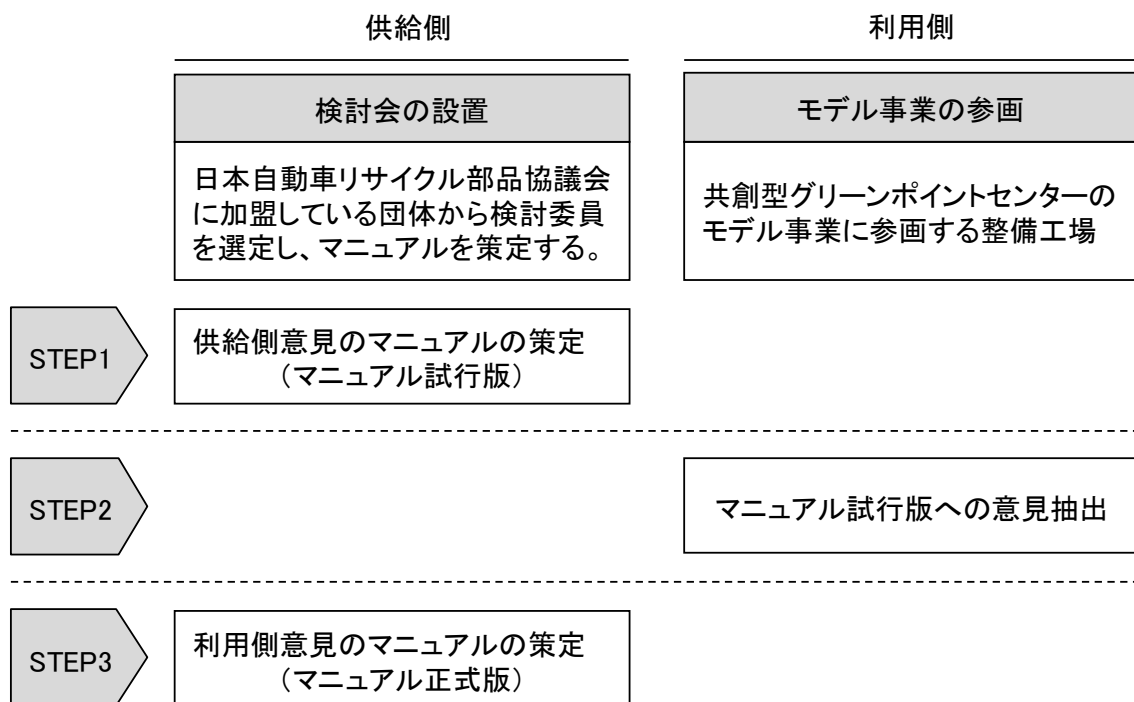 供給側
利用側
検討会の設置
モデル事業の参画
日本自動車リサイクル部品協議会
に加盟している団体から検討委員
を選定し、マニュアルを策定する。
共創型グリーンポイントセンターの
モデル事業に参画する整備工場
STEP1
供給側意見のマニュアルの策定
（マニュアル試行版）
STEP2
マニュアル試行版への意見抽出
STEP3
利用側意見のマニュアルの策定
（マニュアル正式版）